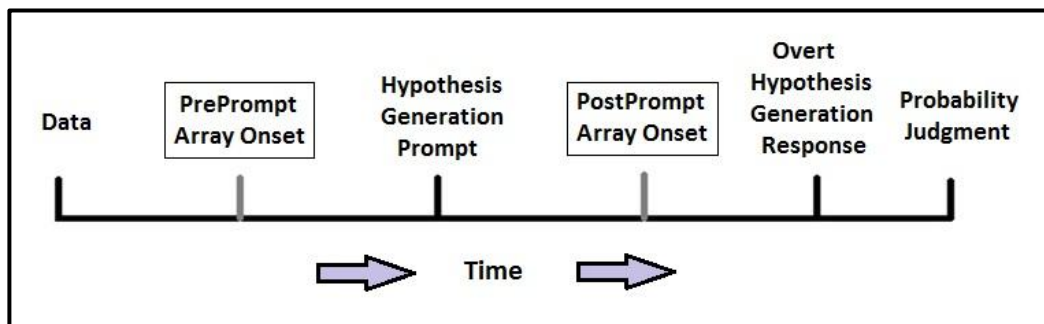 Data
PrePrompt
Array Onset
Hypothesis
Generation
Prompt
PostPrompt
Array Onset
Overt
Hypothesis
Generation
Response
Probability
Judgment
Time